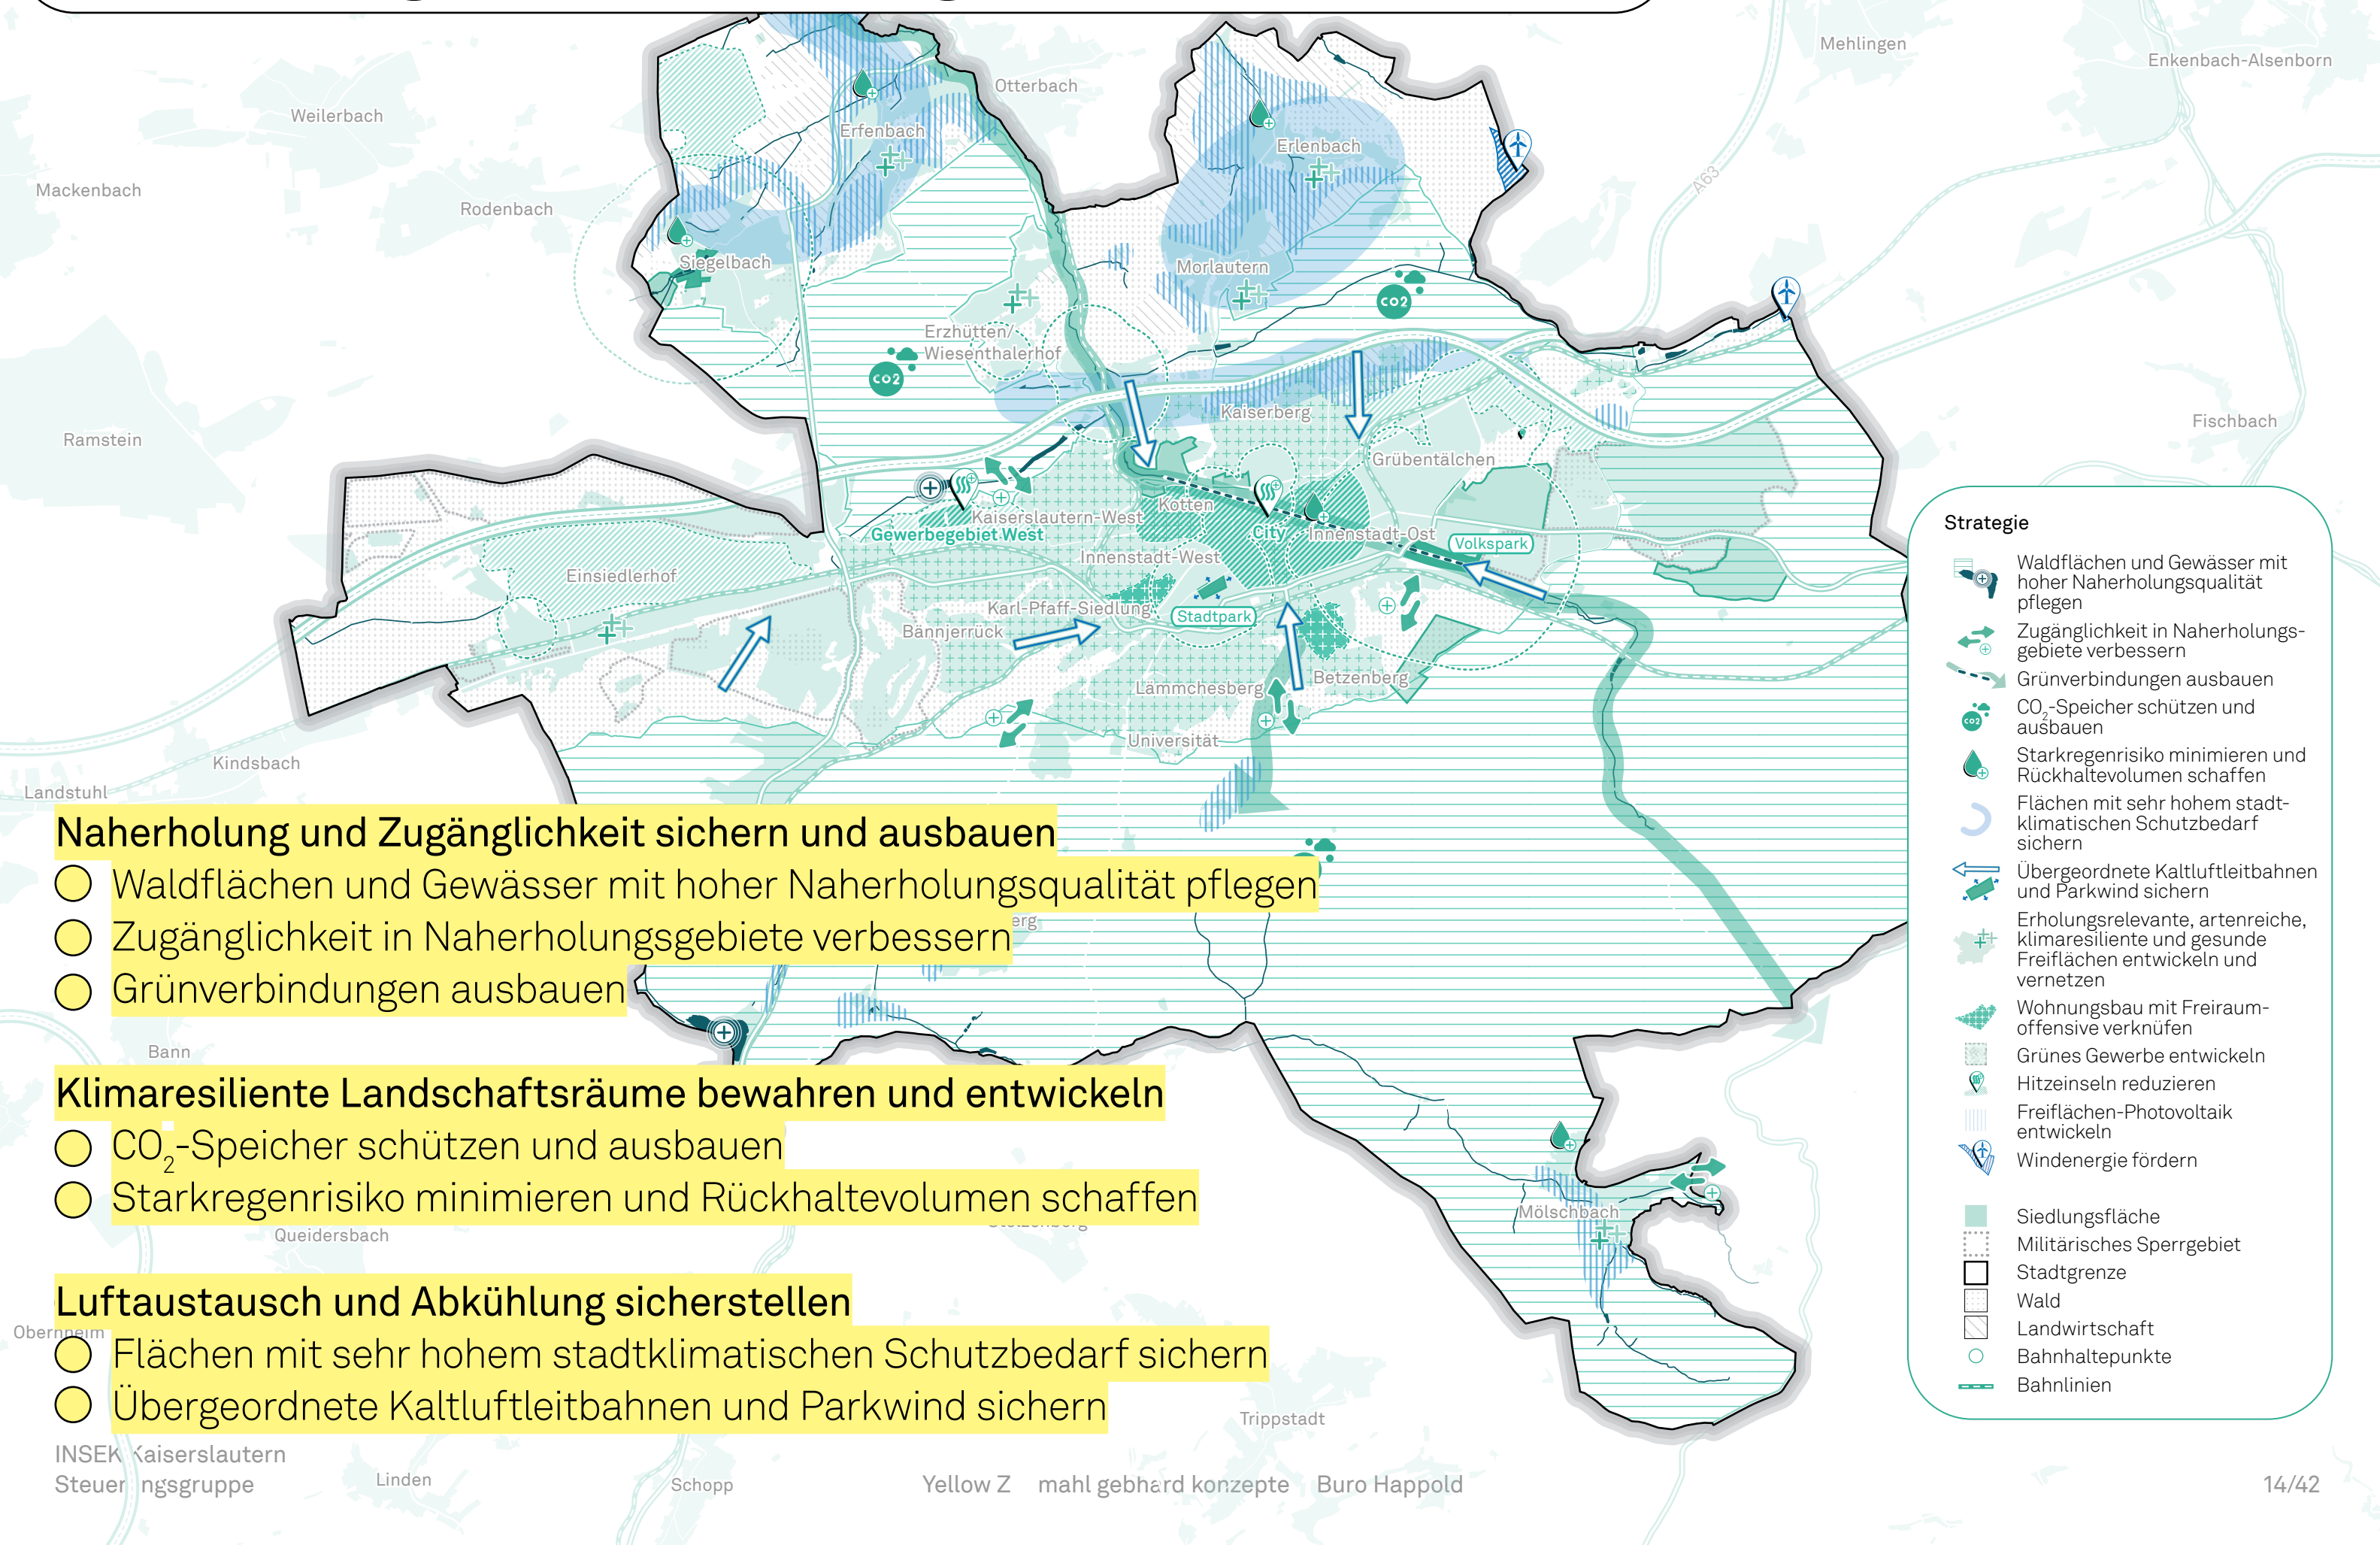 Mehlingen
Enkenbach-Alsenborn
Otterbach
Weilerbach
Erfenbach
Erlenbach
A63
Mackenbach
Rodenbach
Siegelbach
Morlautern
CO2
Erzhütten/
Wiesenthalerhof
CO2
Kaiserberg
Fischbach
Ramstein
Grübentälchen
Kotten
Kaiserslautern-West
Gewerbegebiet West
City
Innenstadt-Ost
Volkspark
Innenstadt-West
Einsiedlerhof
Karl-Pfaff-Siedlung
Stadtpark
Bännjerrück
Betzenberg
Lämmchesberg
Universität
Kindsbach
Landstuhl
Strategie
Waldflächen und Gewässer mit
hoher Naherholungsqualität
pflegen
Zugänglichkeit in Naherholungs-
gebiete verbessern
Grünverbindungen ausbauen
CO2-Speicher schützen und
ausbauen
Starkregenrisiko minimieren und
Rückhaltevolumen schaffen
Flächen mit sehr hohem stadt-
klimatischen Schutzbedarf
sichern
Übergeordnete Kaltluftleitbahnen
und Parkwind sichern
Erholungsrelevante, artenreiche,
klimaresiliente und gesunde
Freiflächen entwickeln und
vernetzen
Wohnungsbau mit Freiraum-
offensive verknüfen
Grünes Gewerbe entwickeln
Hitzeinseln reduzieren
Freiflächen-Photovoltaik
entwickeln
Windenergie fördern
Siedlungsfläche
Militärisches Sperrgebiet
Stadtgrenze
Wald
Landwirtschaft
Bahnhaltepunkte
Bahnlinien
Naherholung und Zugänglichkeit sichern und ausbauen
Waldflächen und Gewässer mit hoher Naherholungsqualität pflegen
Zugänglichkeit in Naherholungsgebiete verbessern
Grünverbindungen ausbauen
Bann
Klimaresiliente Landschaftsräume bewahren und entwickeln
CO2-Speicher schützen und ausbauen
Starkregenrisiko minimieren und Rückhaltevolumen schaffen
Queidersbach
Mölschbach
Luftaustausch und Abkühlung sicherstellen
Obernheim
Flächen mit sehr hohem stadtklimatischen Schutzbedarf sichern
Übergeordnete Kaltluftleitbahnen und Parkwind sichern
Trippstadt
INSEK Kaiserslautern
Steuerungsgruppe
Linden
Schopp
Yellow Z mahl gebhard konzepte Buro Happold
14/42